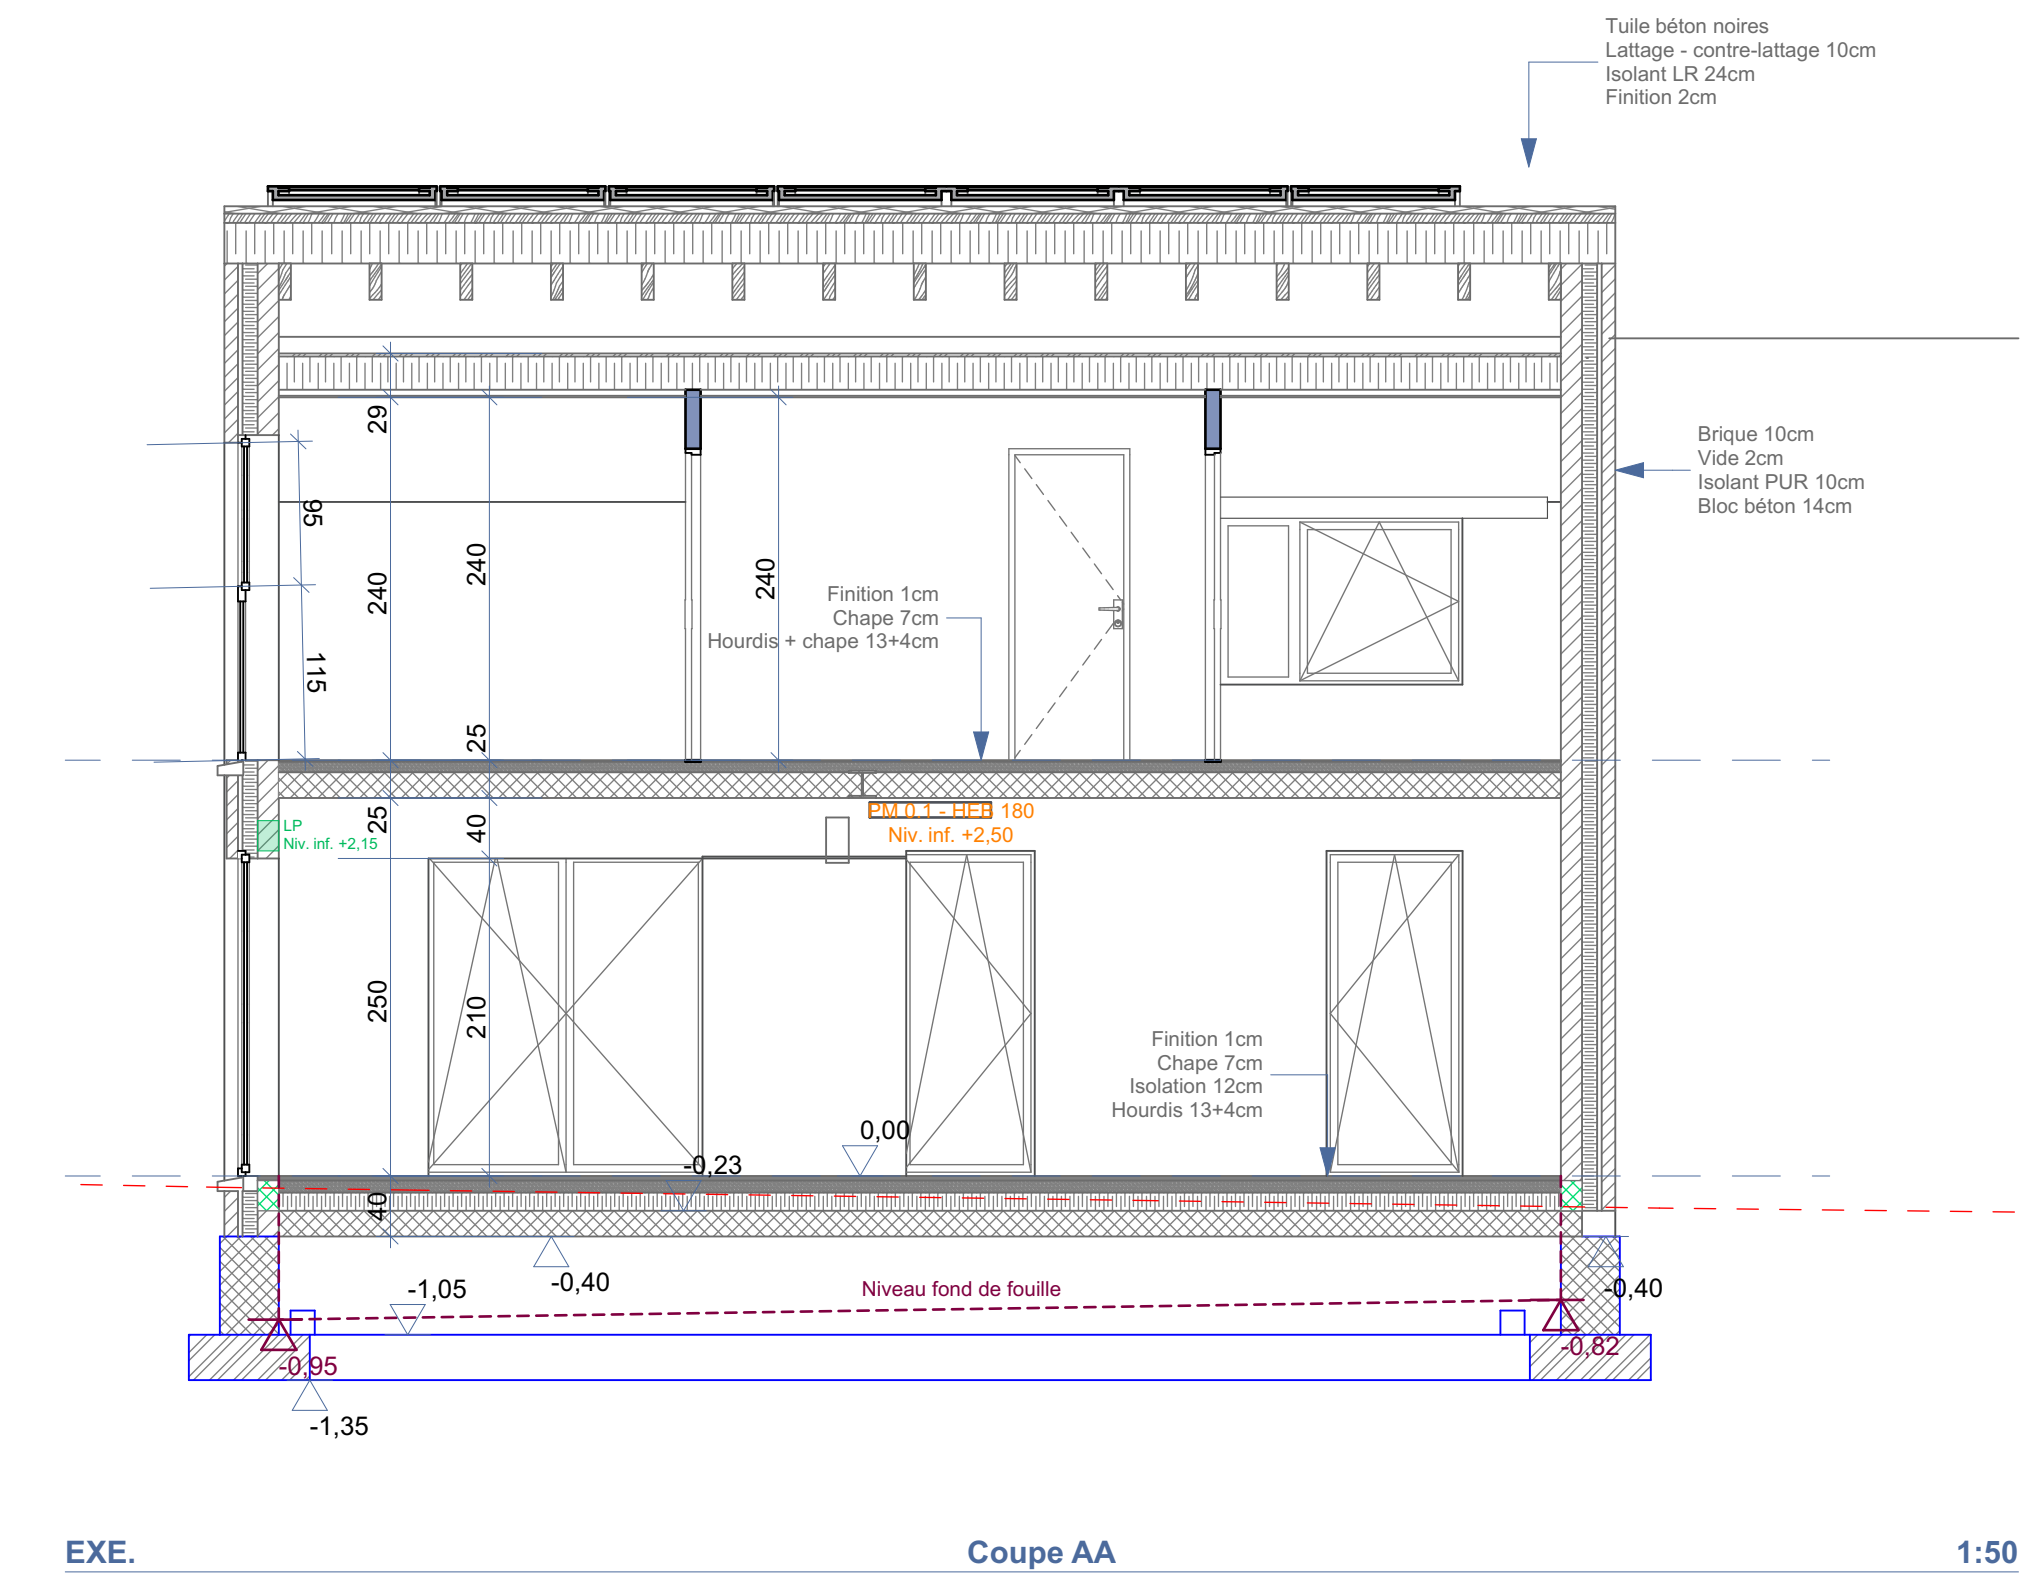 Tuile béton noires
Lattage - contre-lattage 10cm
Isolant LR 24cm
Finition 2cm
29
95
240
240
240
115
25
Brique 10cm
Vide 2cm
Isolant PUR 10cm
Bloc béton 14cm
Finition 1cm
Chape 7cm
Hourdis + chape 13+4cm
PM 0.1 - HEB 180
Niv. inf. +2,50
LP
Niv. inf. +2,15
25
40
250
210
Finition 1cm
Chape 7cm
Isolation 12cm
Hourdis 13+4cm
0,00
-0,23
40
-0,40
-1,05
Niveau fond de fouille
-0,40
-0,95
-0,82
-1,35
EXE.
Coupe AA
1:50